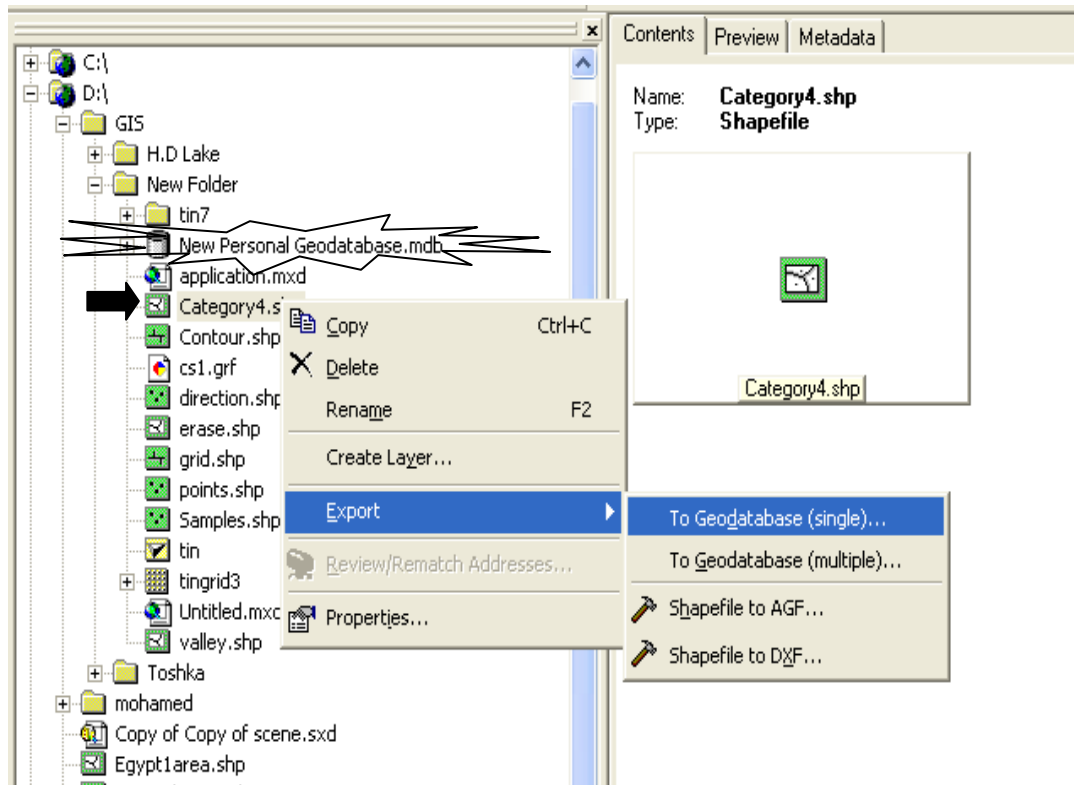 C:\
D:\
GIS
H.D Lake
New Folder
tin7
New Personal Geodatabase.mdb
application.mxd
Category4.s
Contour.shp
cs1.grf
direction.shp
erase.shp
grid.shp
points.shp
Samples.shp
tin
tingrid3
Untitled.mxd
valley.shp
Toshka
mohamed
Copy of Copy of scene.sxd
Egypt1area.shp
Copy Ctrl+C
Delete
Rename F2
Create Layer...
Export
Review/Rematch Addresses...
Properties...
To Geodatabase (single)...
To Geodatabase (multiple)...
Shapefile to AGF...
Shapefile to DXF...
Contents Preview Metadata
Name: Category4.shp
Type: Shapefile
Category4.shp